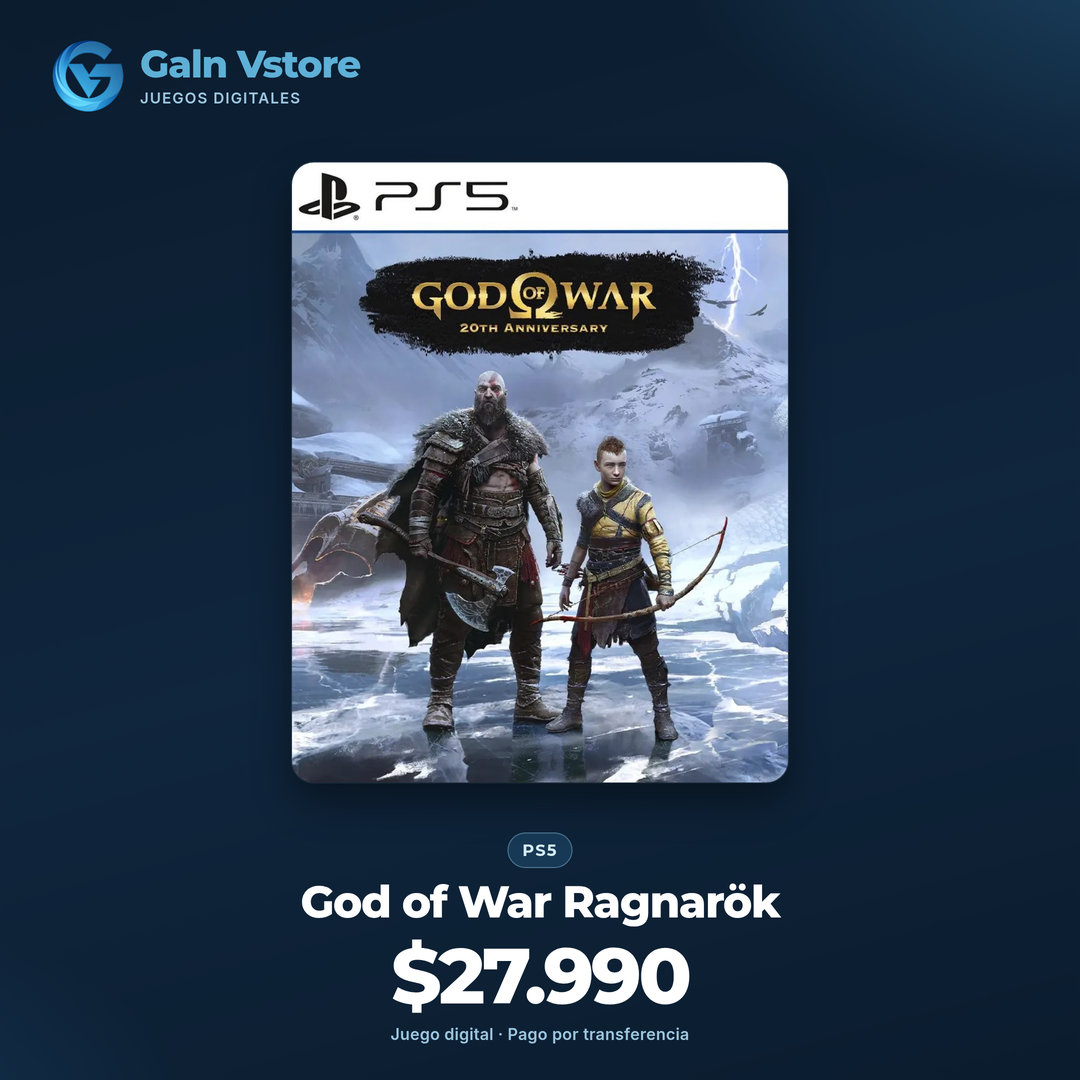 Galn Vstore
JUEGOS DIGITALES
PS5
GOD OF WAR
20TH ANNIVERSARY
PS5
God of War Ragnarök
$27.990
Juego digital · Pago por transferencia